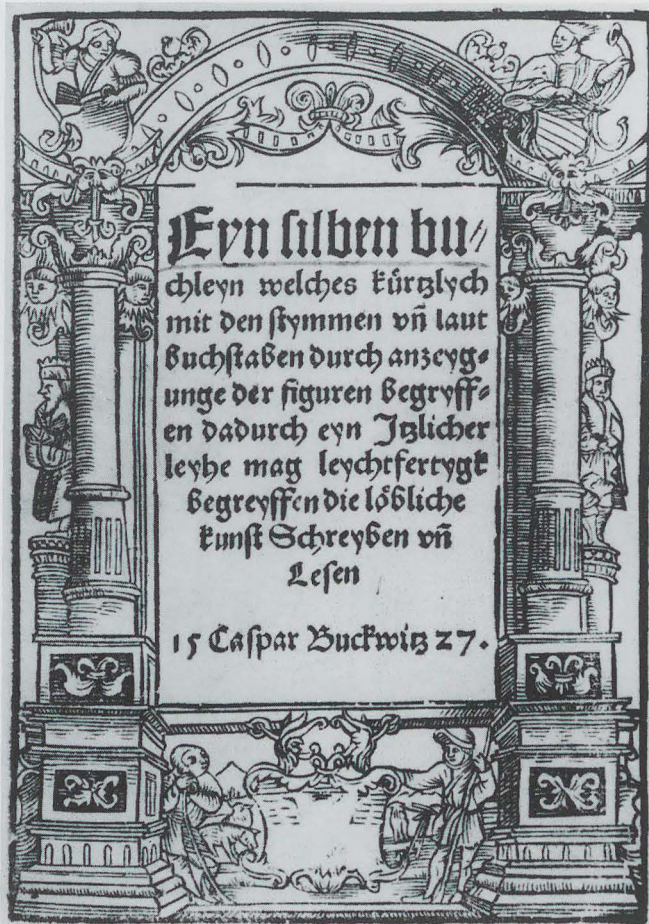 Eyn silben bu⸗
chleyn welches kürtzlych
mit den stymmen vñ laut
Buchstaben durch anzeyg⸗
unge der figuren Begryff⸗
en dadurch eyn Itzlicher
leyhe mag leychtfertygk
begreyffen die löbliche
kunst Schreyben vñ
Lesen
15 Caspar Buckwitz 27.